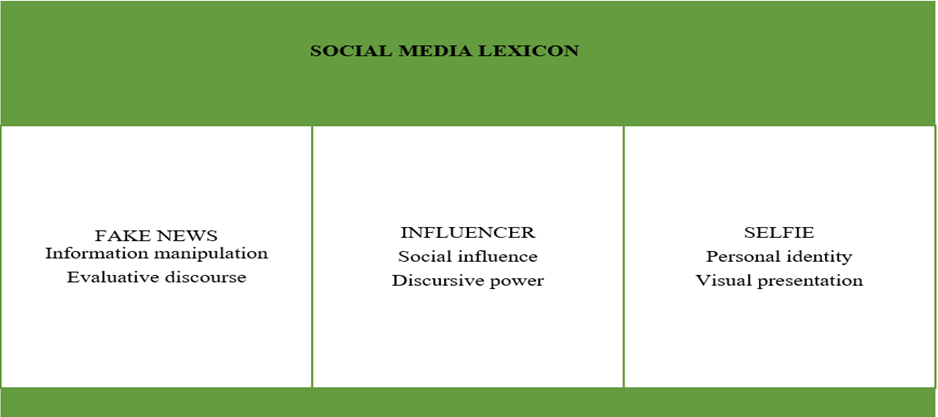 SOCIAL MEDIA LEXICON
FAKE NEWS
Information manipulation
Evaluative discourse
INFLUENCER
Social influence
Discursive power
SELFIE
Personal identity
Visual presentation